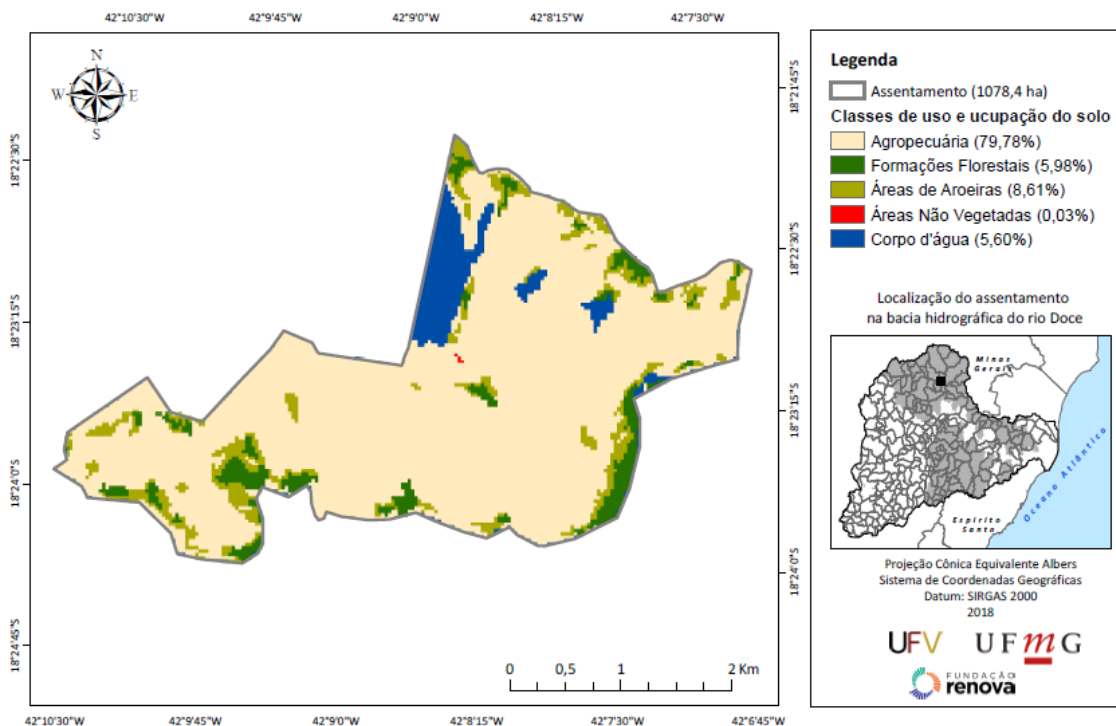 42°10'30"W 42°9'45"W 42°9'0"W 42°8'15"W 42°7'30"W
N
W E
S
18°22'30"S
18°23'15"S
18°24'0"S
18°24'45"S
18°21'45"S
18°22'30"S
18°23'15"S
18°24'0"S
0 0,5 1 2 Km
42°10'30"W 42°9'45"W 42°9'0"W 42°8'15"W 42°7'30"W 42°6'45"W
Legenda
Assentamento (1078,4 ha)
Classes de uso e ucupação do solo
Agropecuária (79,78%)
Formações Florestais (5,98%)
Áreas de Aroeiras (8,61%)
Áreas Não Vegetadas (0,03%)
Corpo d'água (5,60%)
Localização do assentamento
na bacia hidrográfica do rio Doce
Minas
Gerais
Oceano Atlântico
Espírito
Santo
Projeção Cônica Equivalente Albers
Sistema de Coordenadas Geográficas
Datum: SIRGAS 2000
2018
UFV UFmG
FUNDAÇÃO
renova